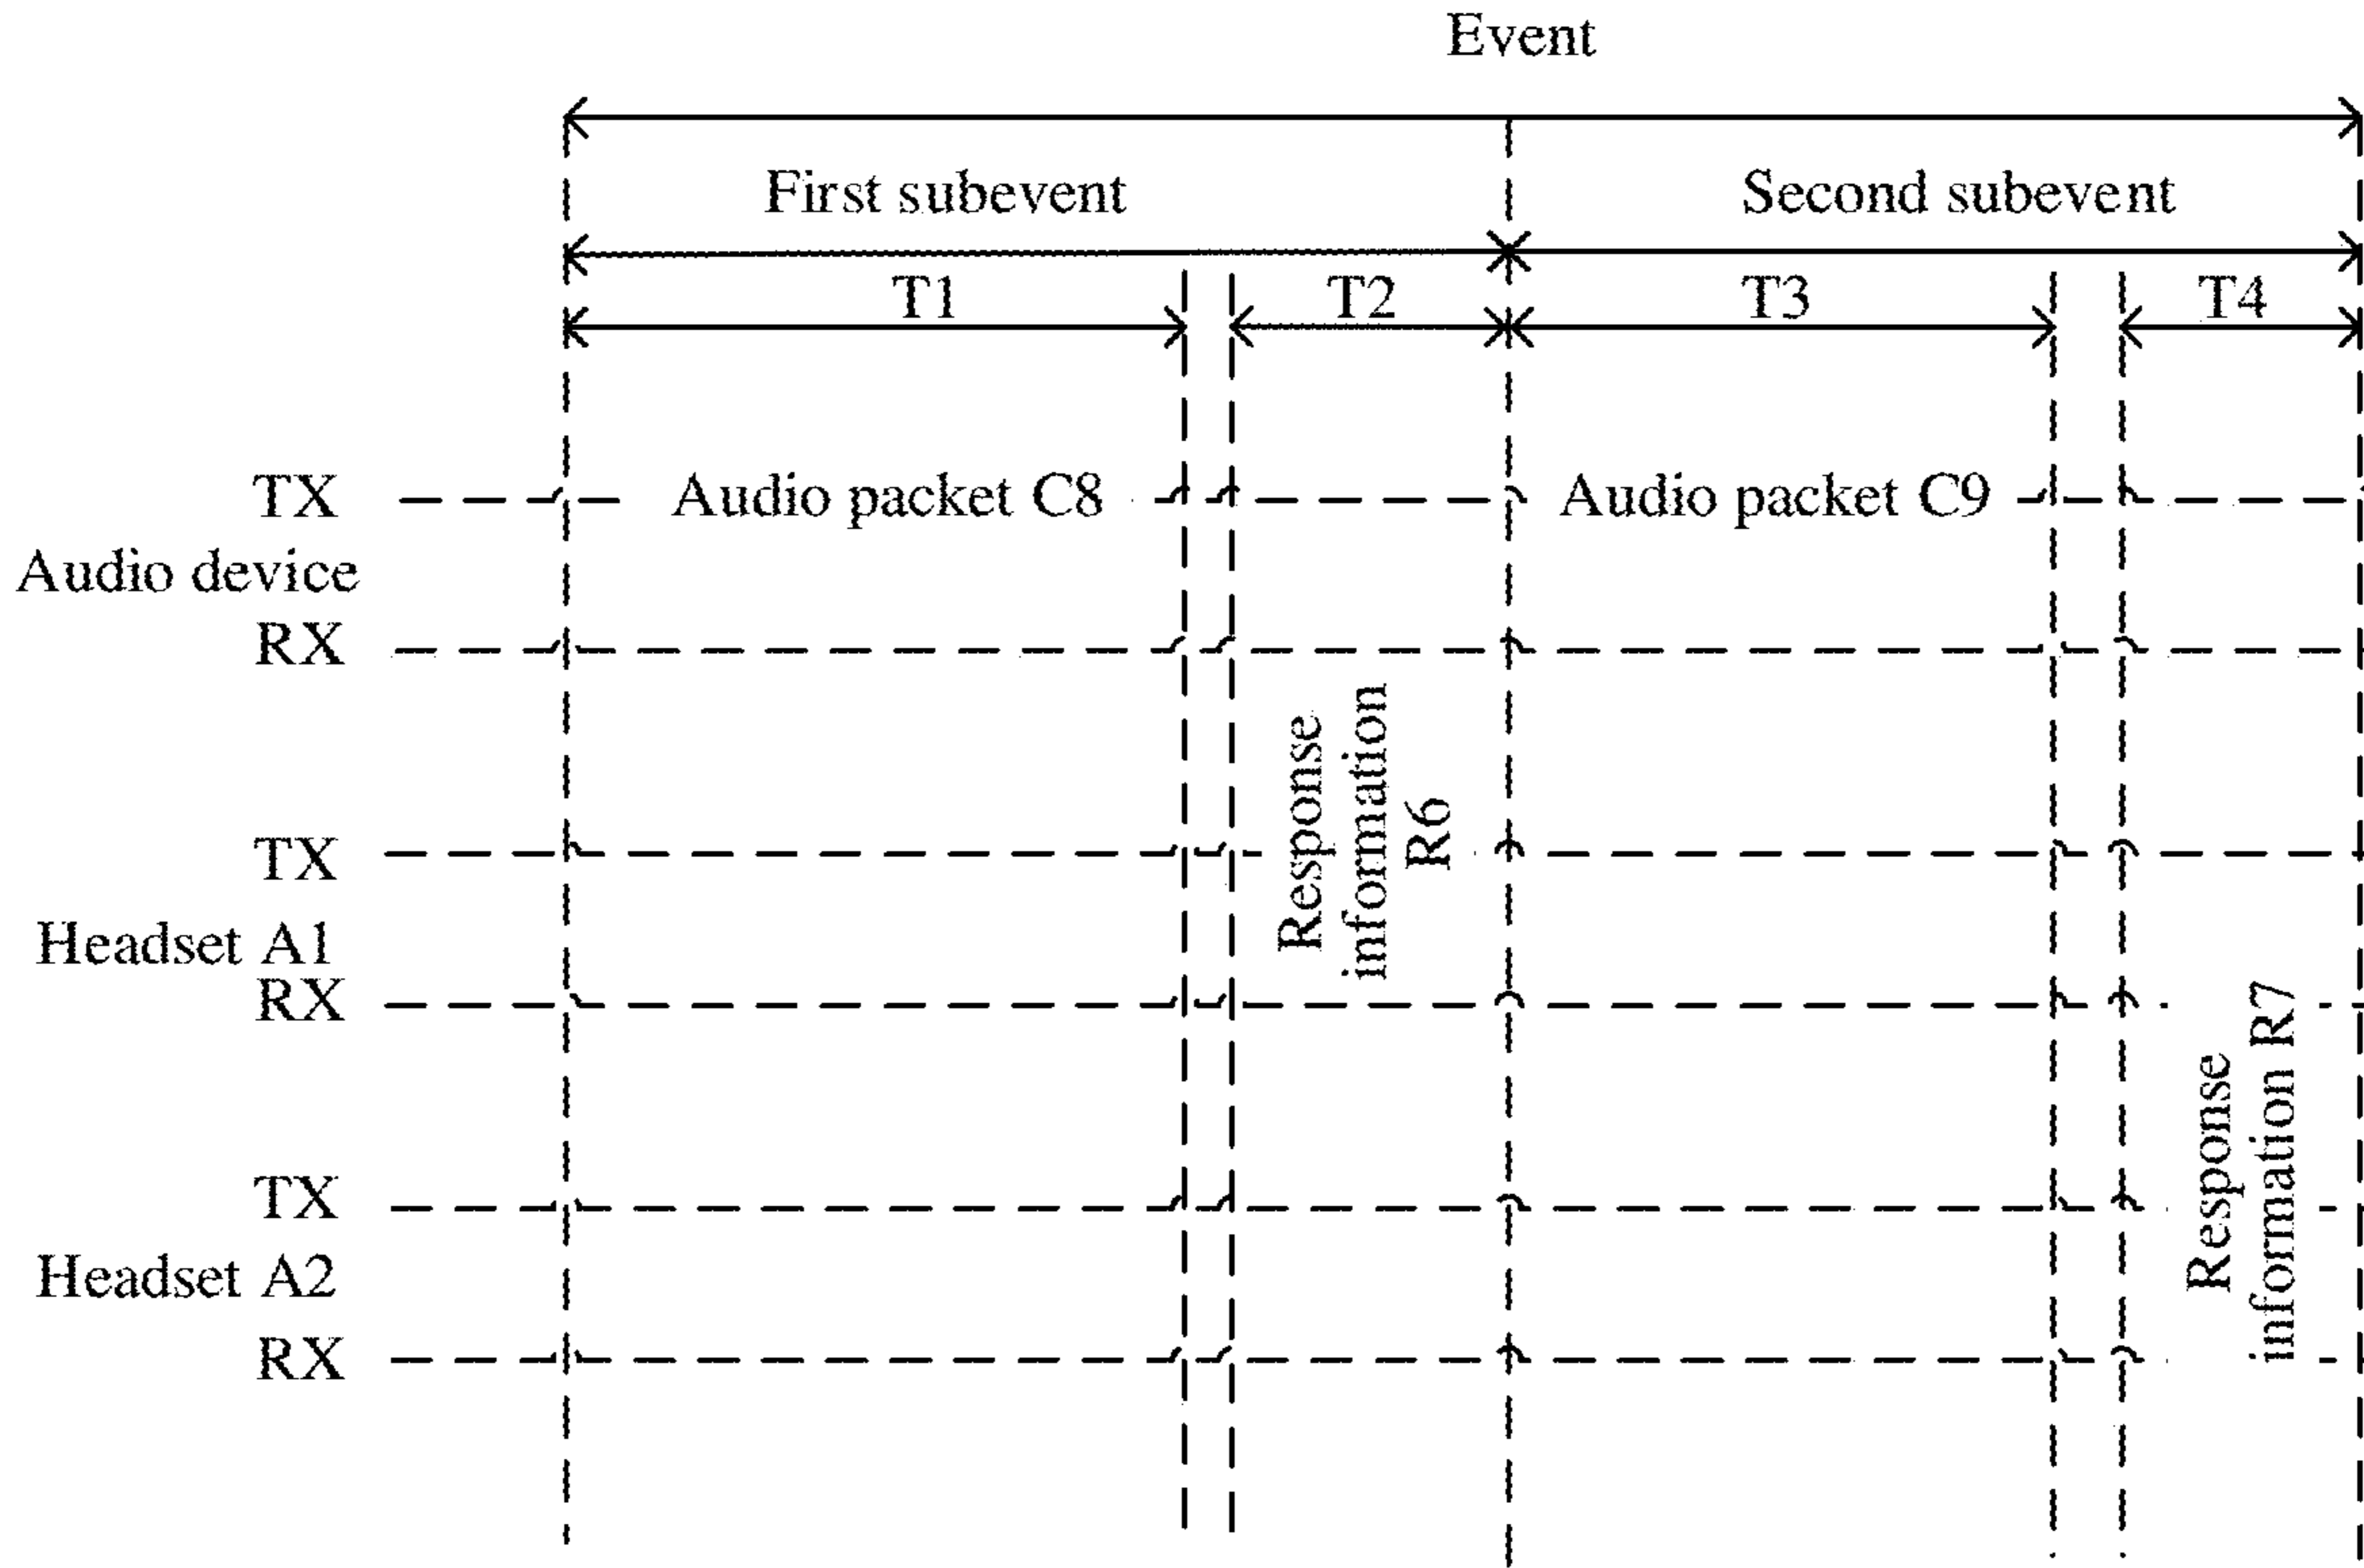 Event
First subevent
Second subevent
T1
T2
T3
T4
TX
Audio packet C8
Audio packet C9
Audio device
RX
Response
information
R6
TX
Headset A1
RX
Response
information R7
TX
Headset A2
RX